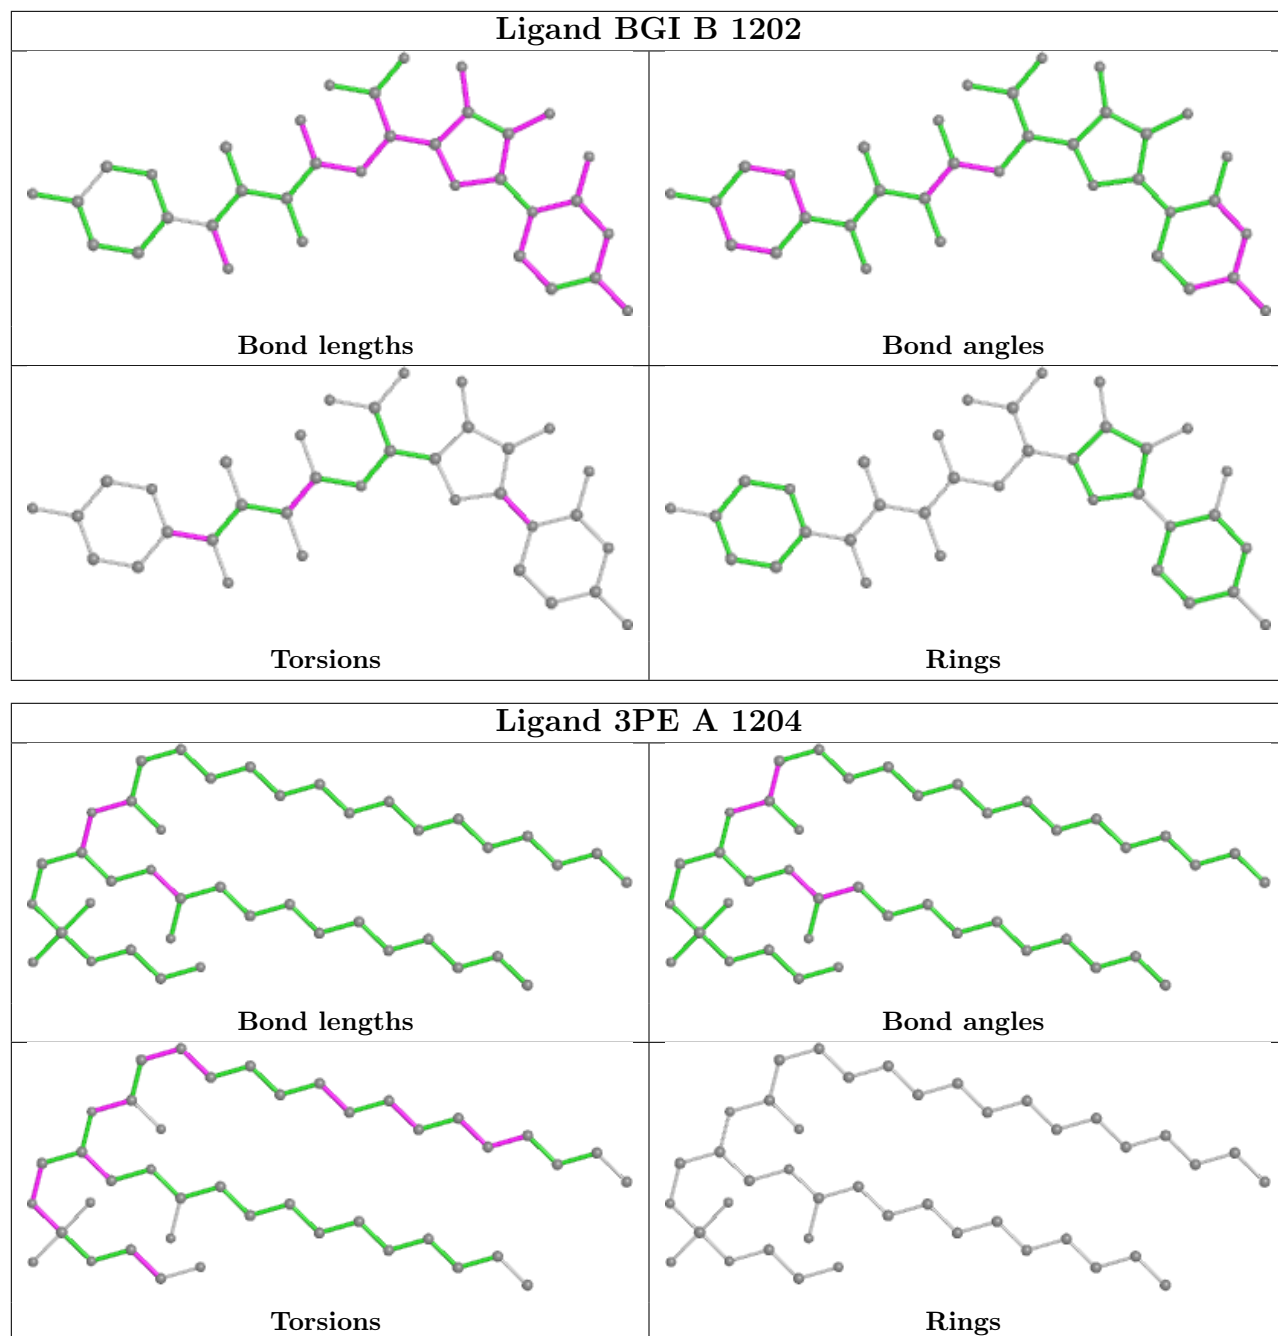 Ligand BGI B 1202
Bond lengths
Bond angles
Torsions
Rings
Ligand 3PE A 1204
Bond lengths
Bond angles
Torsions
Rings